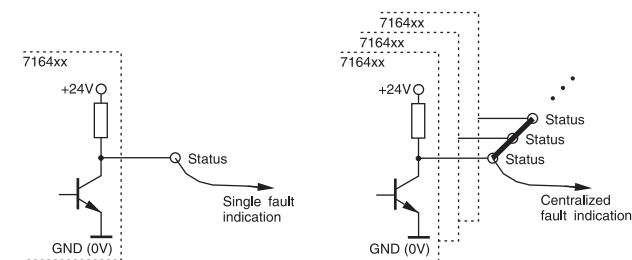 7164xx
+24V
Status
Single fault
indication
GND (0V)
7164xx
7164xx
7164xx
+24V
Status
Status
Status
Centralized
fault indication
GND (0V)